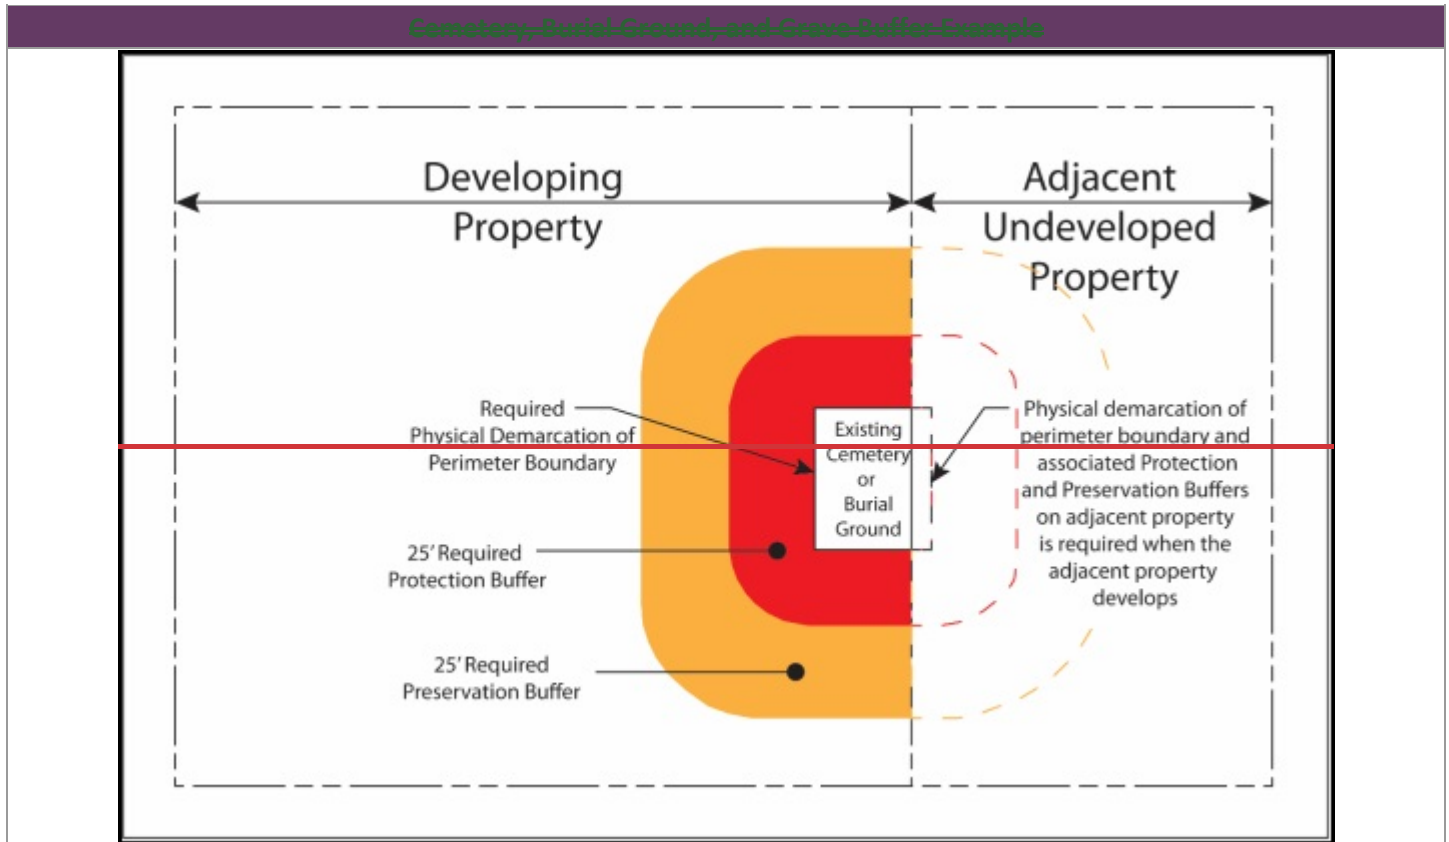 Cemetery, Burial Ground, and Grave Buffer Example
Developing
Property
Adjacent
Undeveloped
Property
Required
Physical Demarcation of
Perimeter Boundary
Existing
Cemetery
or
Burial
Ground
Physical demarcation of
perimeter boundary and
associated Protection
and Preservation Buffers
on adjacent property
is required when the
adjacent property
develops
25' Required
Protection Buffer
25' Required
Preservation Buffer